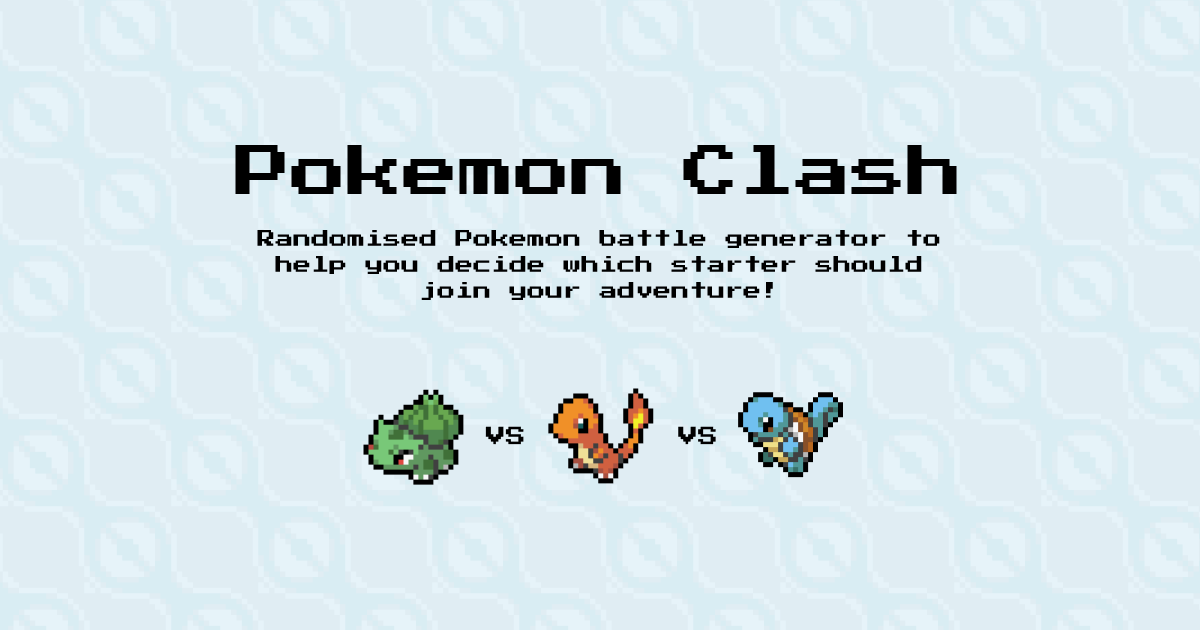 Pokemon Clash
Randomised Pokemon battle generator to
help you decide which starter should
join your adventure!
vs vs